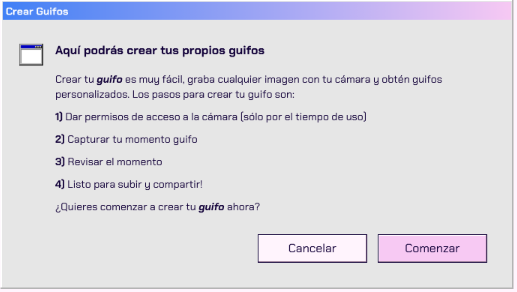 Crear Guifos
Aquí podrás crear tus propios guifos
Crear tu guifo es muy fácil, graba cualquier imagen con tu cámara y obtén guifos
personalizados. Los pasos para crear tu guifo son:
1) Dar permisos de acceso a la cámara (sólo por el tiempo de uso)
2) Capturar tu momento guifo
3) Revisar el momento
4) Listo para subir y compartir!
¿Quieres comenzar a crear tu guifo ahora?
Cancelar
Comenzar